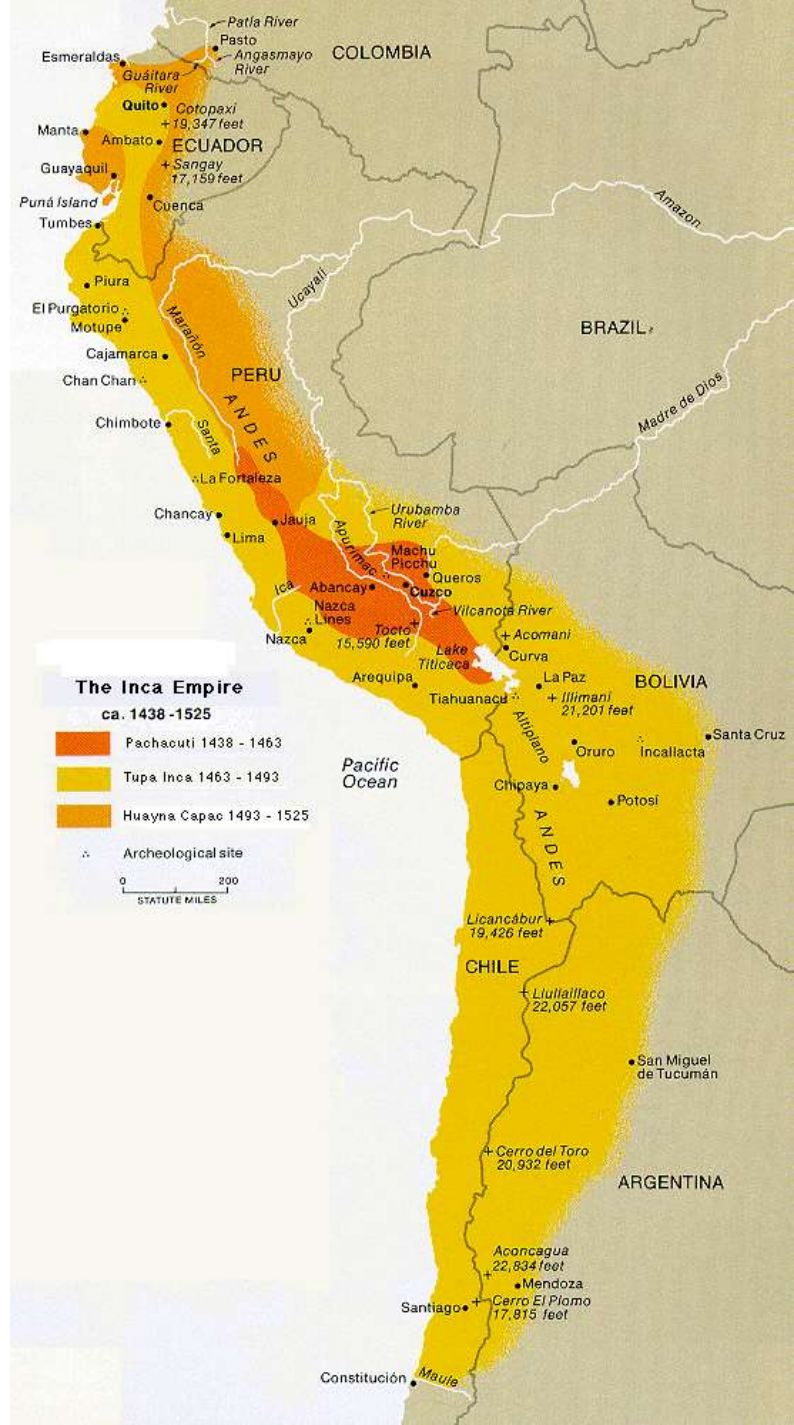 Patía River
Pasto
COLOMBIA
Esmeraldas
Angasmayo
River
Guáitara
River
Quito
Cotopaxi
19,347 feet
Manta
Ambato
ECUADOR
Sangay
17,159 feet
Guayaquil
Puná Island
Cuenca
Tumbes
Amazon
Piura
Ucayali
El Purgatorio
Motupe
Marañón
BRAZIL
Cajamarca
PERU
Chan Chan
Madre de Dios
ANDES
Chimbote
Santa
La Fortaleza
Urubamba
River
Chancay
Jauja
Lima
Apurimac
Machu
Picchu
Queros
Ica
Abancay
Cuzco
Nazca
Lines
Vilcanota River
Nazca
Tocto
15,590 feet
Acomani
Lake
Titicaca
Curva
Arequipa
La Paz
BOLIVIA
Tiahuanacu
Illimani
21,201 feet
The Inca Empire
ca. 1438 -1525
Pachacuti 1438 - 1463
Tupa Inca 1463 - 1493
Huayna Capac 1493 - 1525
Archeological site
0 200
STATUTE MILES
Altiplano
Santa Cruz
Oruro
Incallacta
Pacific
Ocean
Chipaya
Potosí
ANDES
Licancábur
19,426 feet
CHILE
Llullaillaco
22,057 feet
San Miguel
de Tucumán
Cerro del Toro
20,932 feet
ARGENTINA
Aconcagua
22,834 feet
Mendoza
Santiago
Cerro El Plomo
17,815 feet
Constitución
Maule